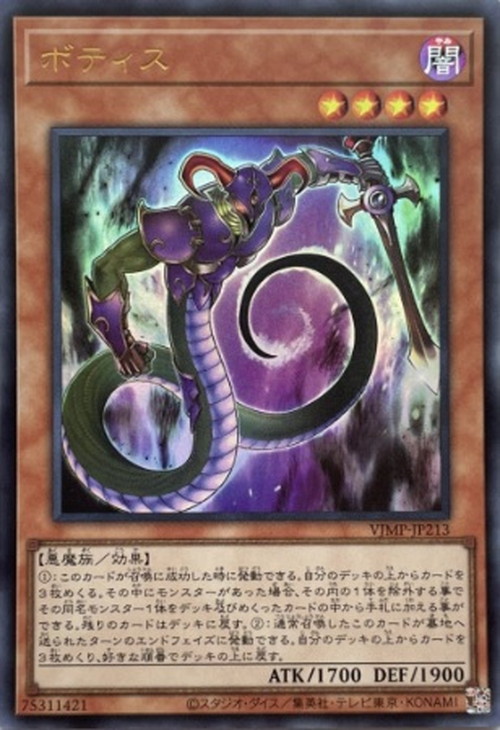 ボティス
闇
VJMP-JP213
【悪魔族/効果】
①:このカードが召喚に成功した時に発動できる。自分のデッキの上からカードを
3枚めくる。その中にモンスターがあった場合、その内の1体を除外する事で
その同名モンスター1体をデッキ及びめくったカードの中から手札に加える事が
できる。残りのカードはデッキに戻す。②:通常召喚したこのカードが墓地へ
送られたターンのエンドフェイズに発動できる。自分のデッキの上からカードを
3枚めくり、好きな順番でデッキの上に戻す。
ATK/1700 DEF/1900
75311421
©スタジオ・ダイス/集英社・テレビ東京・KONAMI